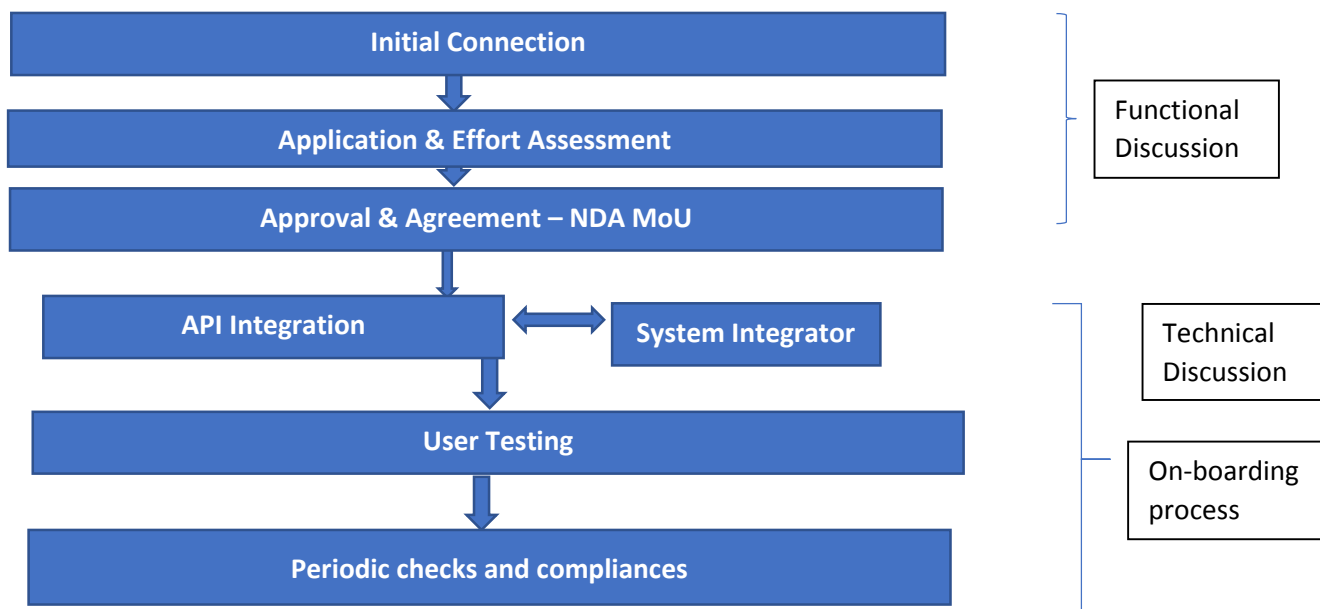 Initial Connection
Application & Effort Assessment
Approval & Agreement – NDA MoU
Functional
Discussion
API Integration
System Integrator
Technical
Discussion
User Testing
On-boarding
process
Periodic checks and compliances